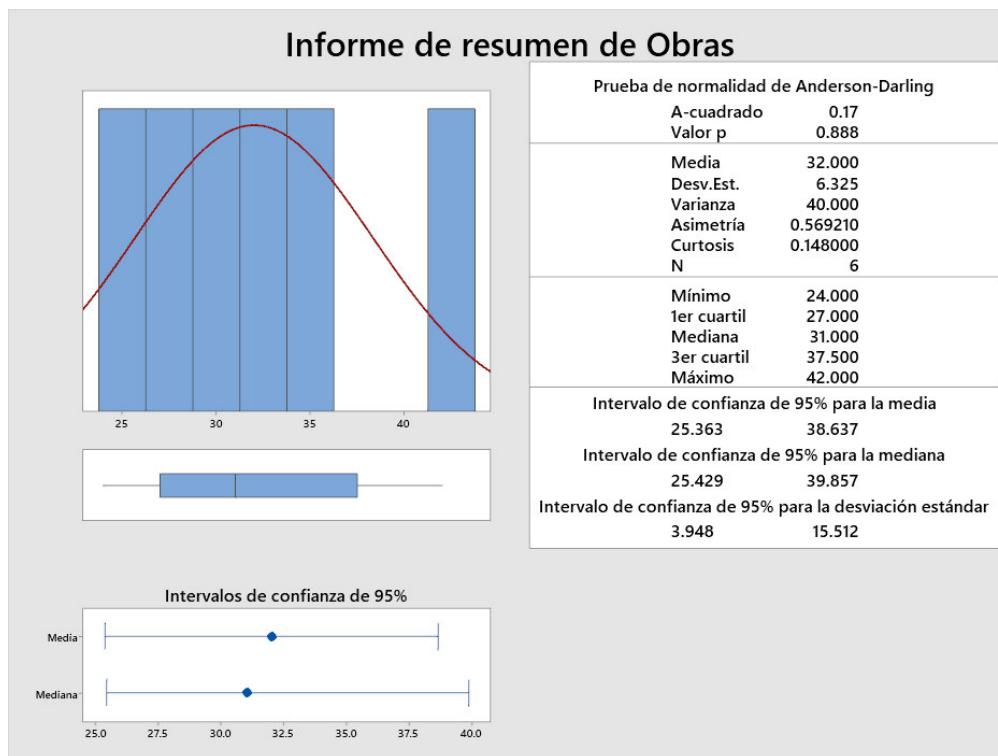 Informe de resumen de Obras
Prueba de normalidad de Anderson-Darling
A-cuadrado 0.17
Valor p 0.888
Media 32.000
Desv.Est. 6.325
Varianza 40.000
Asimetría 0.569210
Curtosis 0.148000
N 6
Mínimo 24.000
1er cuartil 27.000
Mediana 31.000
3er cuartil 37.500
Máximo 42.000
Intervalo de confianza de 95% para la media
25.363 38.637
Intervalo de confianza de 95% para la mediana
25.429 39.857
Intervalo de confianza de 95% para la desviación estándar
3.948 15.512
25 30 35 40
Intervalos de confianza de 95%
Media
Mediana
25.0 27.5 30.0 32.5 35.0 37.5 40.0